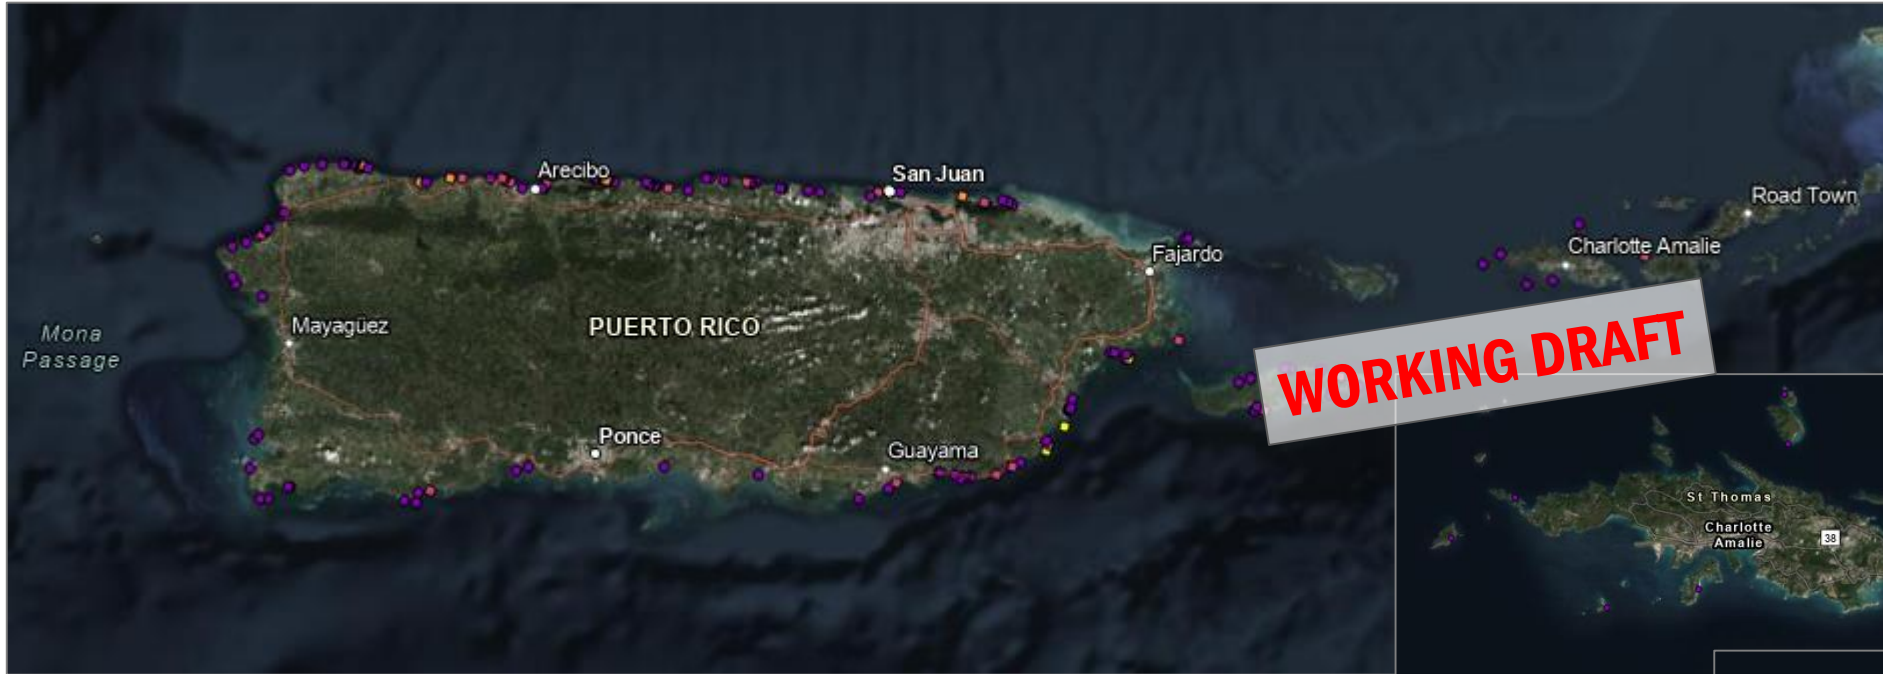 Arecibo
San Juan
Road Town
Charlotte Amalie
Fajardo
Mona
Passage
Mayagüez
PUERTO RICO
WORKING DRAFT
Ponce
Guayama
St Thomas
Charlotte
Amalie
38